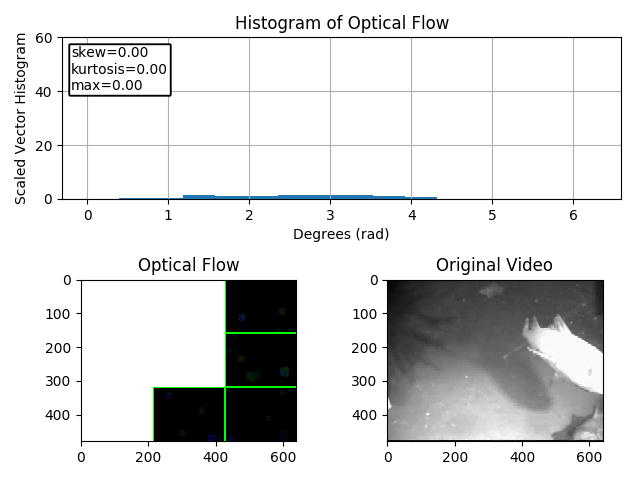 Histogram of Optical Flow
Scaled Vector Histogram
60
40
20
0
skew=0.00
kurtosis=0.00
max=0.00
0 1 2 3 4 5 6
Degrees (rad)
Optical Flow
0
100
200
300
400
0 200 400 600
Original Video
0
100
200
300
400
0 200 400 600